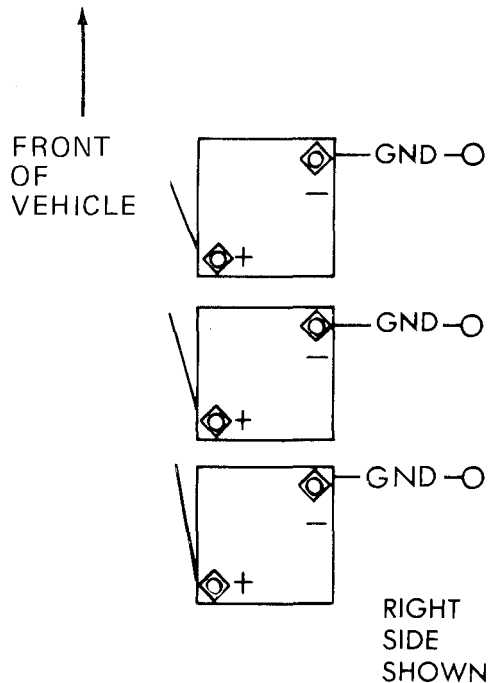 FRONT
OF
VEHICLE
GND
−
+
GND
−
+
GND
−
+
RIGHT
SIDE
SHOWN